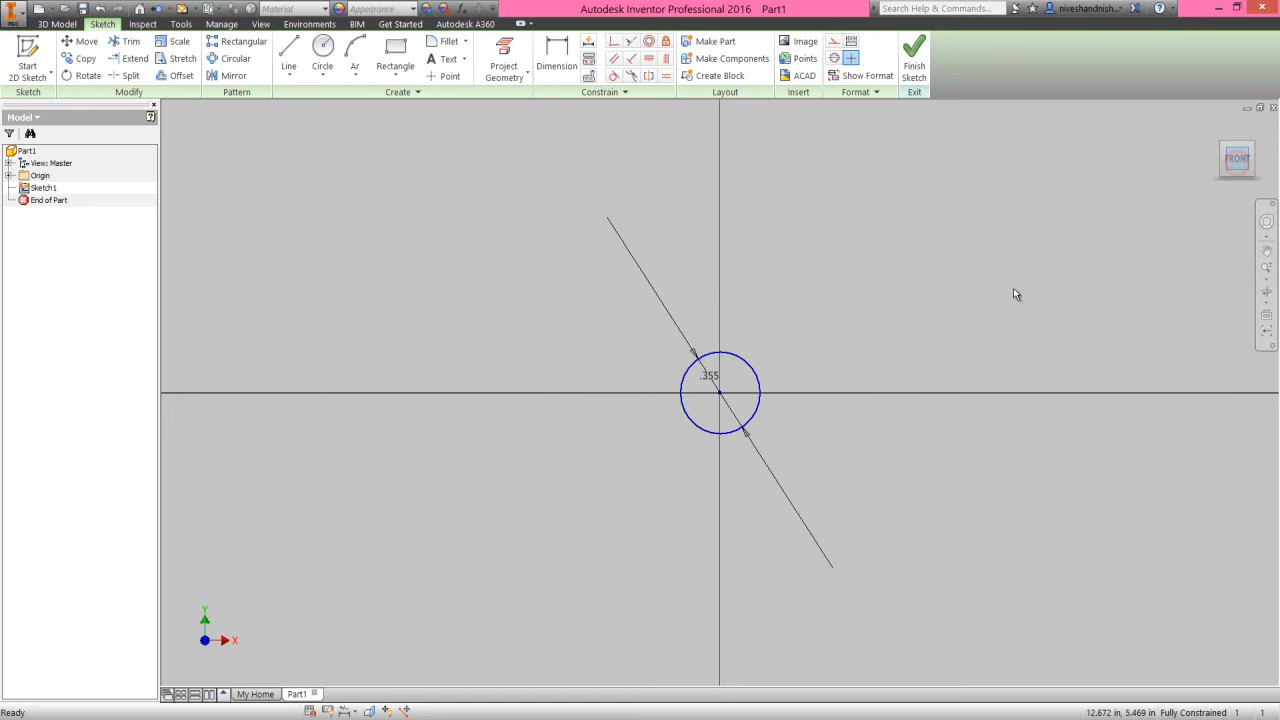 Material
Appearance
Autodesk Inventor Professional 2016 Part1
Search Help & Commands...
niveshandnish...
PRO
3D Model Sketch Inspect Tools Manage View Environments BIM Get Started Autodesk A360
Start
2D Sketch
Move Trim Scale
Copy Extend Stretch
Rotate Split Offset
Rectangular
Circular
Mirror
Line Circle Arc Rectangle
Fillet
Text
Point
Project
Geometry
Dimension
Make Part
Make Components
Create Block
Image
Points
ACAD
Show Format
Finish
Sketch
Sketch Modify Pattern Create Constrain Layout Insert Format Exit
Model
Part1
View: Master
Origin
Sketch1
End of Part
FRONT
.355
Y
X
My Home Part1
Ready
12.672 in, 5.469 in Fully Constrained 1 1